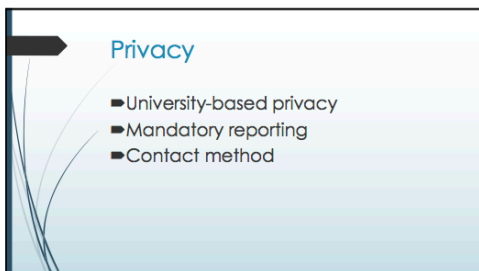 Privacy
University-based privacy
Mandatory reporting
Contact method